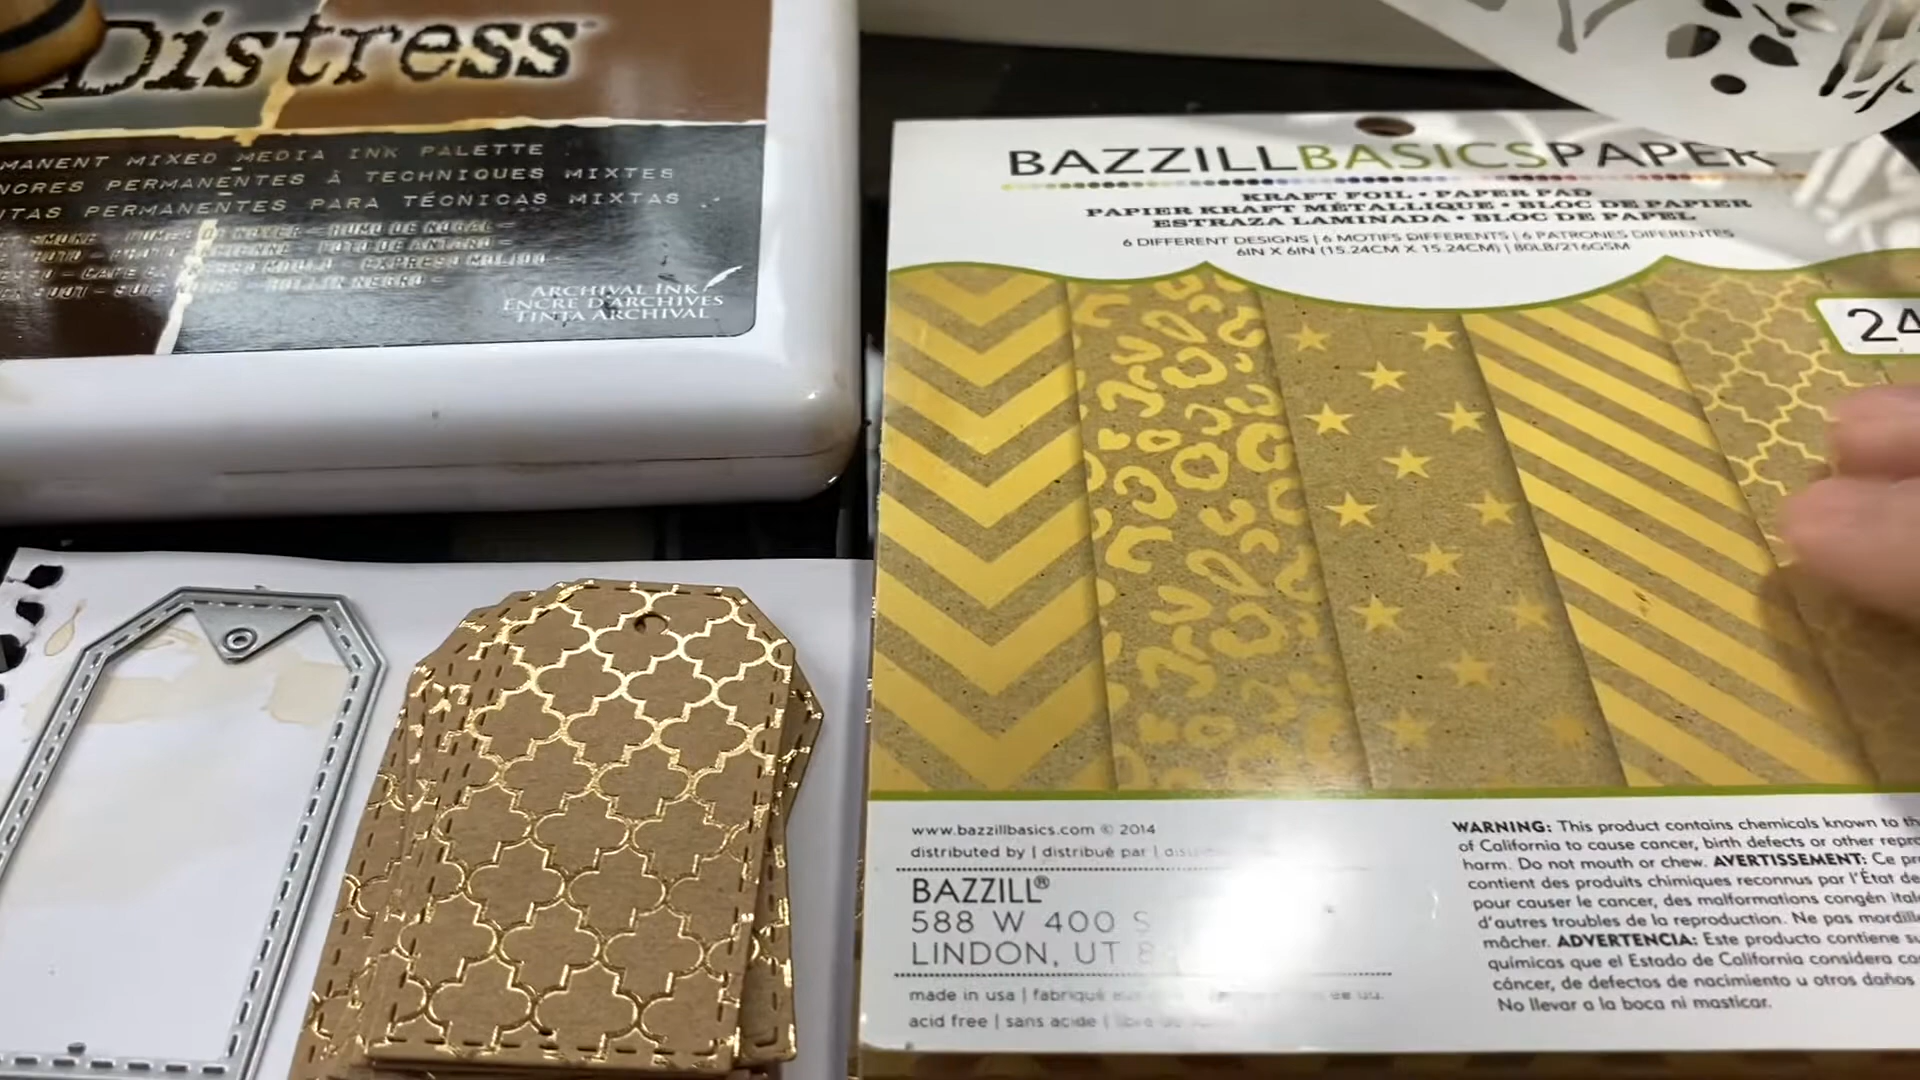 Distress
MANENT MIXED MEDIA INK PALETTE
NCRES PERMANENTES À TECHNIQUES MIXTES
NTAS PERMANENTES PARA TÉCNICAS MIXTAS
ARCHIVAL INK
ENCRE D'ARCHIVES
TINTA ARCHIVAL
BAZZILLBASICSPAPER
KRAFT FOIL • PAPER PAD
PAPIER KRAFT MÉTALLIQUE • BLOC DE PAPIER
ESTRAZA LAMINADA • BLOC DE PAPEL
6 DIFFERENT DESIGNS | 6 MOTIFS DIFFERENTS | 6 PATRONES DIFERENTES
6IN X 6IN (15.24CM X 15.24CM) | 80LB/216GSM
24
www.bazzillbasics.com © 2014
distributed by | distribué par |
BAZZILL®
588 W 400 S
LINDON, UT 8
made in usa | fabriqué
acid free | sans acide |
WARNING: This product contains chemicals known to th
of California to cause cancer, birth defects or other repro
harm. Do not mouth or chew. AVERTISSEMENT: Ce pr
contient des produits chimiques reconnus par l'État de
pour causer le cancer, des malformations congén
d'autres troubles de la reproduction. Ne pas mordill
mâcher. ADVERTENCIA: Este producto contiene su
químicas que el Estado de California considera ca
cáncer, de defectos de nacimiento u otros daños
No llevar a la boca ni masticar.